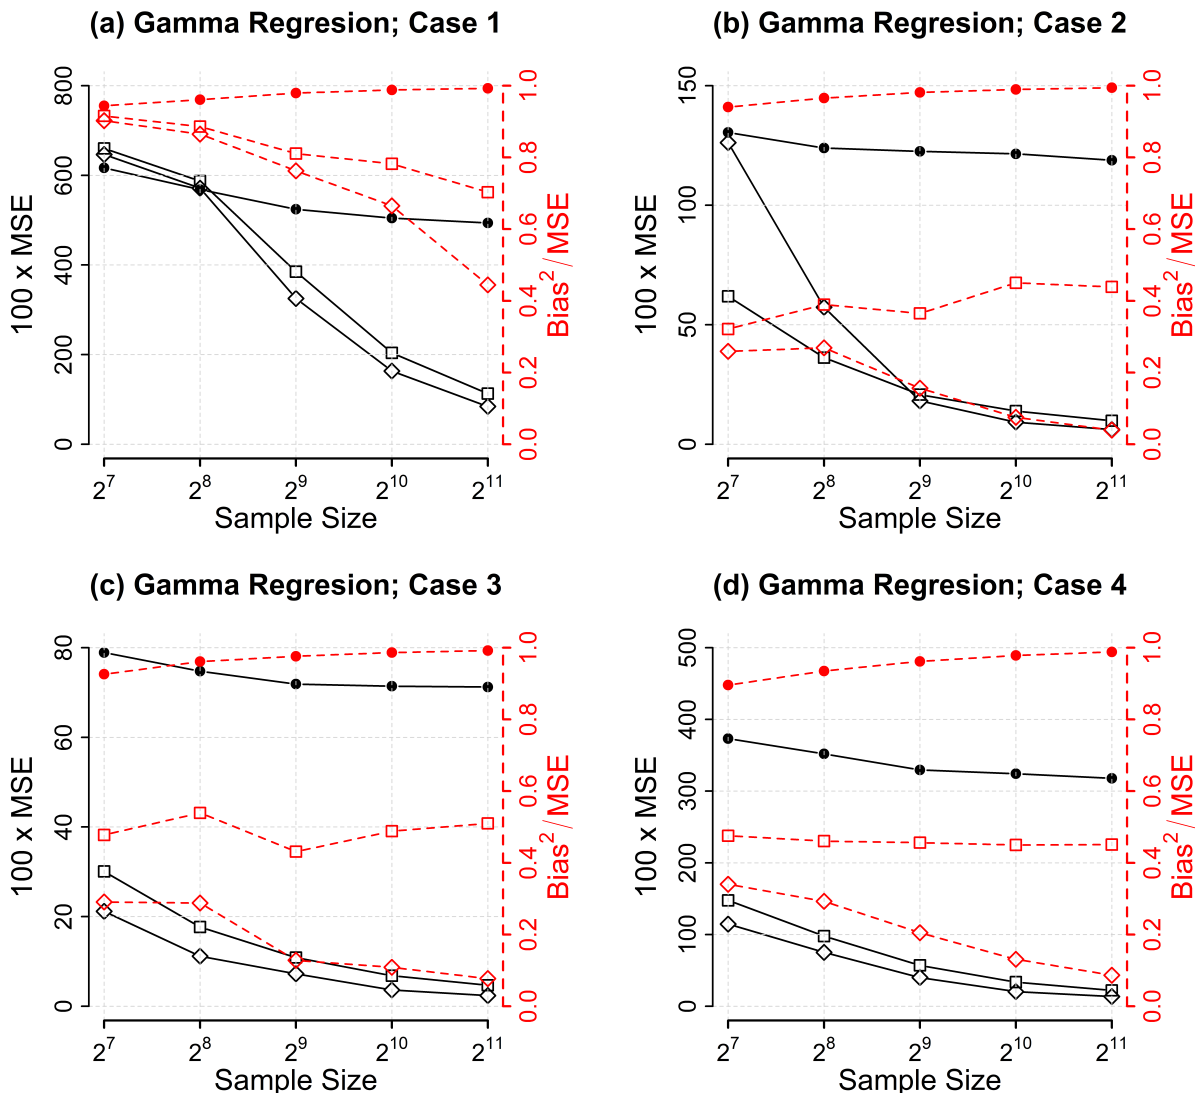 (a) Gamma Regresion; Case 1
800
600
400
200
0
100 x MSE
1.0
0.8
0.6
0.4
0.2
0.0
Bias² / MSE
2⁷ 2⁸ 2⁹ 2¹⁰ 2¹¹
Sample Size
(b) Gamma Regresion; Case 2
150
100
50
0
100 x MSE
1.0
0.8
0.6
0.4
0.2
0.0
Bias² / MSE
2⁷ 2⁸ 2⁹ 2¹⁰ 2¹¹
Sample Size
(c) Gamma Regresion; Case 3
80
60
40
20
0
100 x MSE
1.0
0.8
0.6
0.4
0.2
0.0
Bias² / MSE
2⁷ 2⁸ 2⁹ 2¹⁰ 2¹¹
Sample Size
(d) Gamma Regresion; Case 4
500
400
300
200
100
0
100 x MSE
1.0
0.8
0.6
0.4
0.2
0.0
Bias² / MSE
2⁷ 2⁸ 2⁹ 2¹⁰ 2¹¹
Sample Size